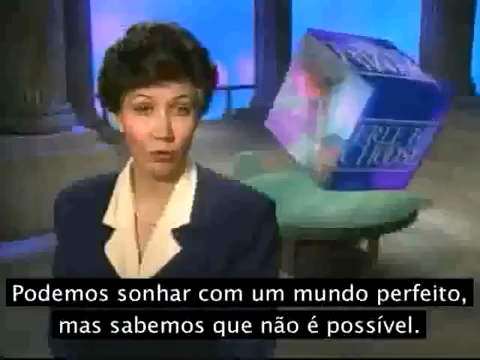 Podemos sonhar com um mundo perfeito,
mas sabemos que não é possível.